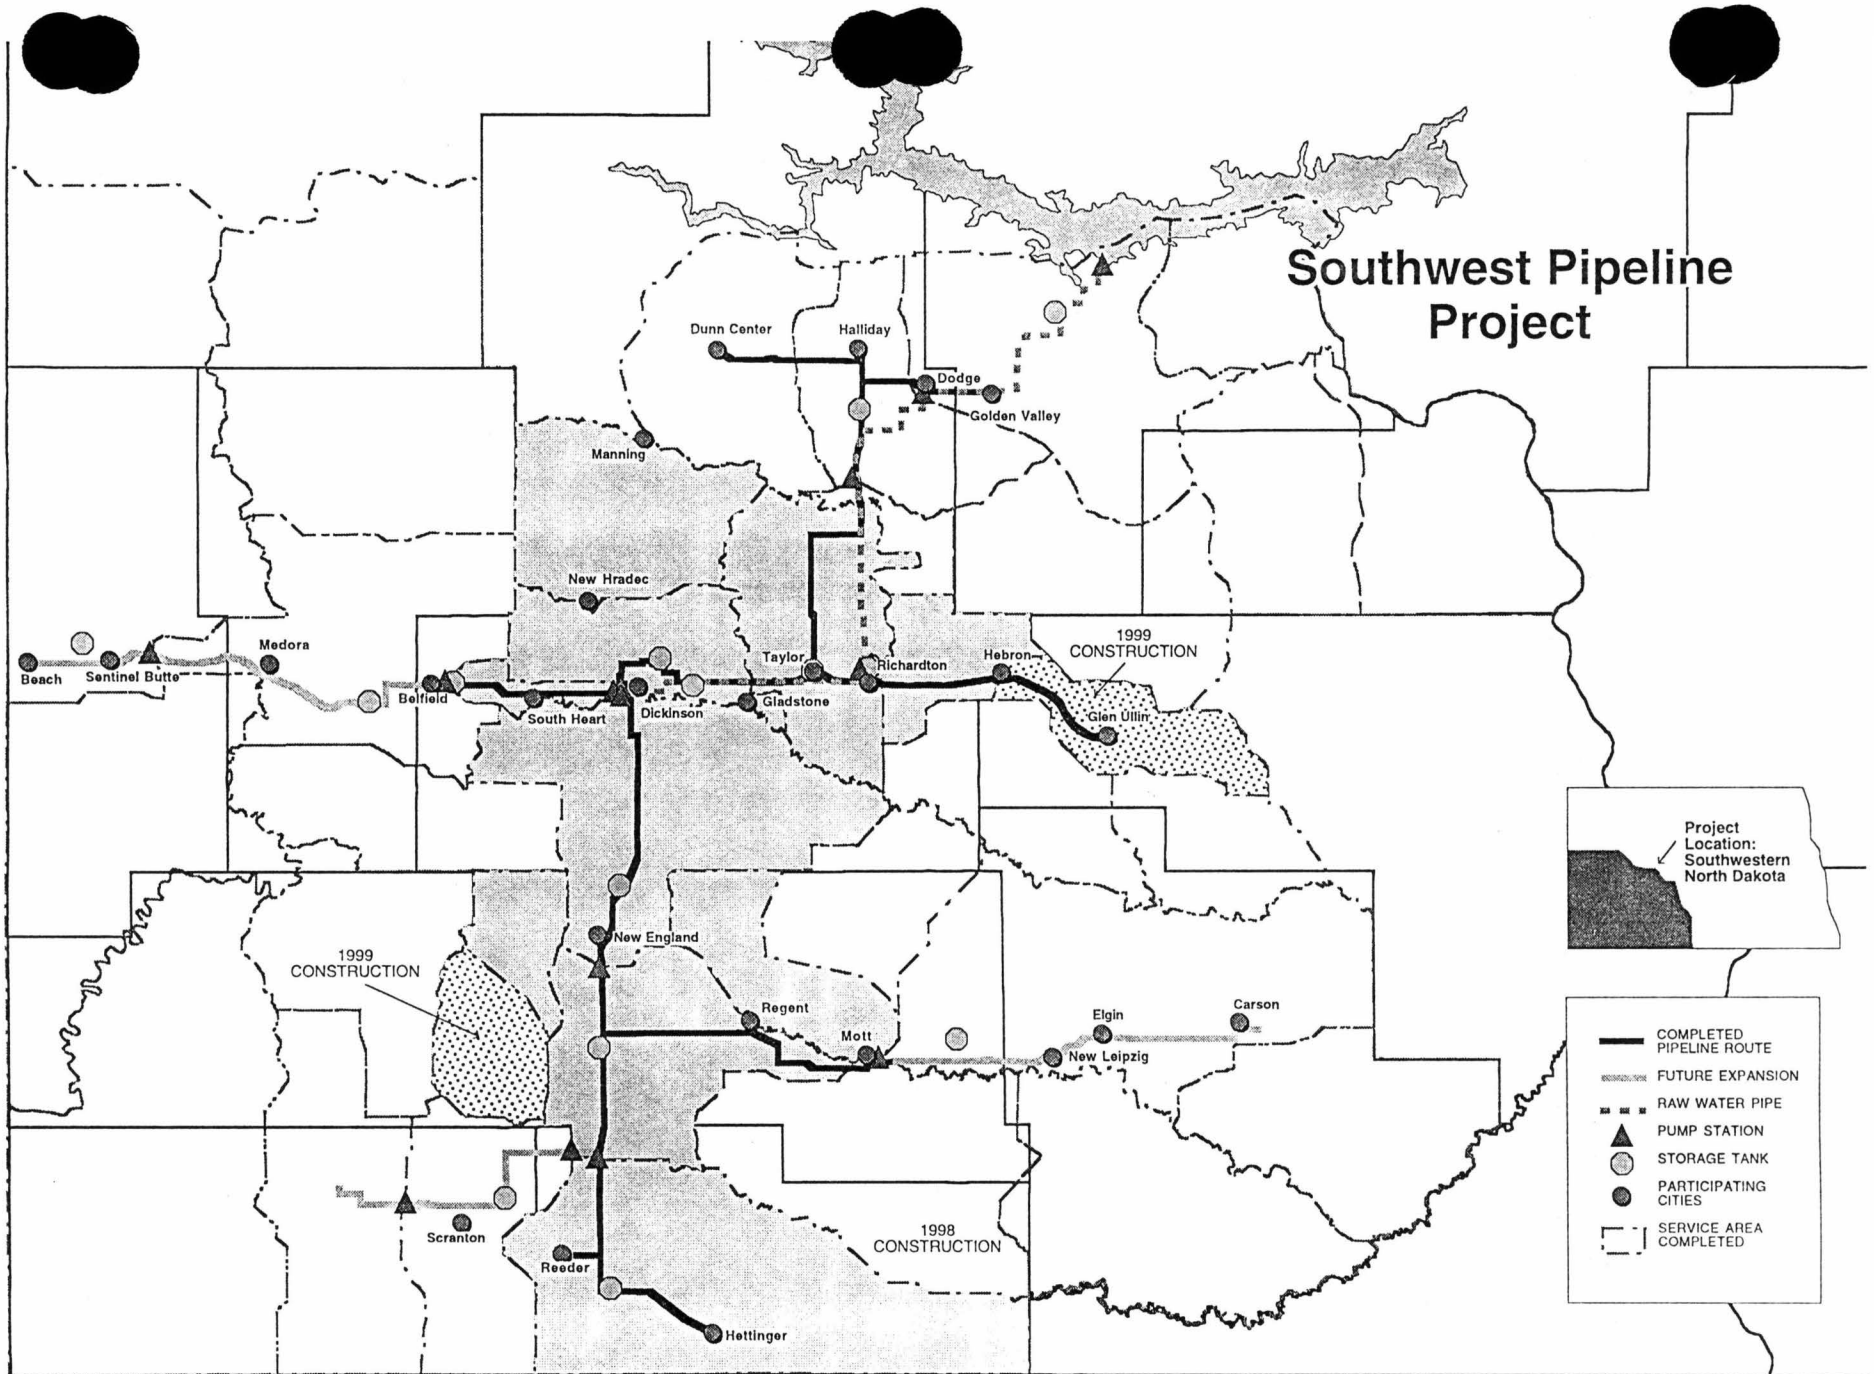 Southwest Pipeline
Project
Dunn Center
Halliday
Dodge
Golden Valley
Manning
New Hradec
1999
CONSTRUCTION
Medora
Taylor
Richardton
Hebron
Beach
Sentinel Butte
Belfield
South Heart
Dickinson
Gladstone
Glen Ullin
Project
Location:
Southwestern
North Dakota
New England
1999
CONSTRUCTION
Regent
Mott
Elgin
Carson
New Leipzig
COMPLETED
PIPELINE ROUTE
FUTURE EXPANSION
RAW WATER PIPE
PUMP STATION
STORAGE TANK
PARTICIPATING
CITIES
SERVICE AREA
COMPLETED
Scranton
1998
CONSTRUCTION
Reeder
Hettinger